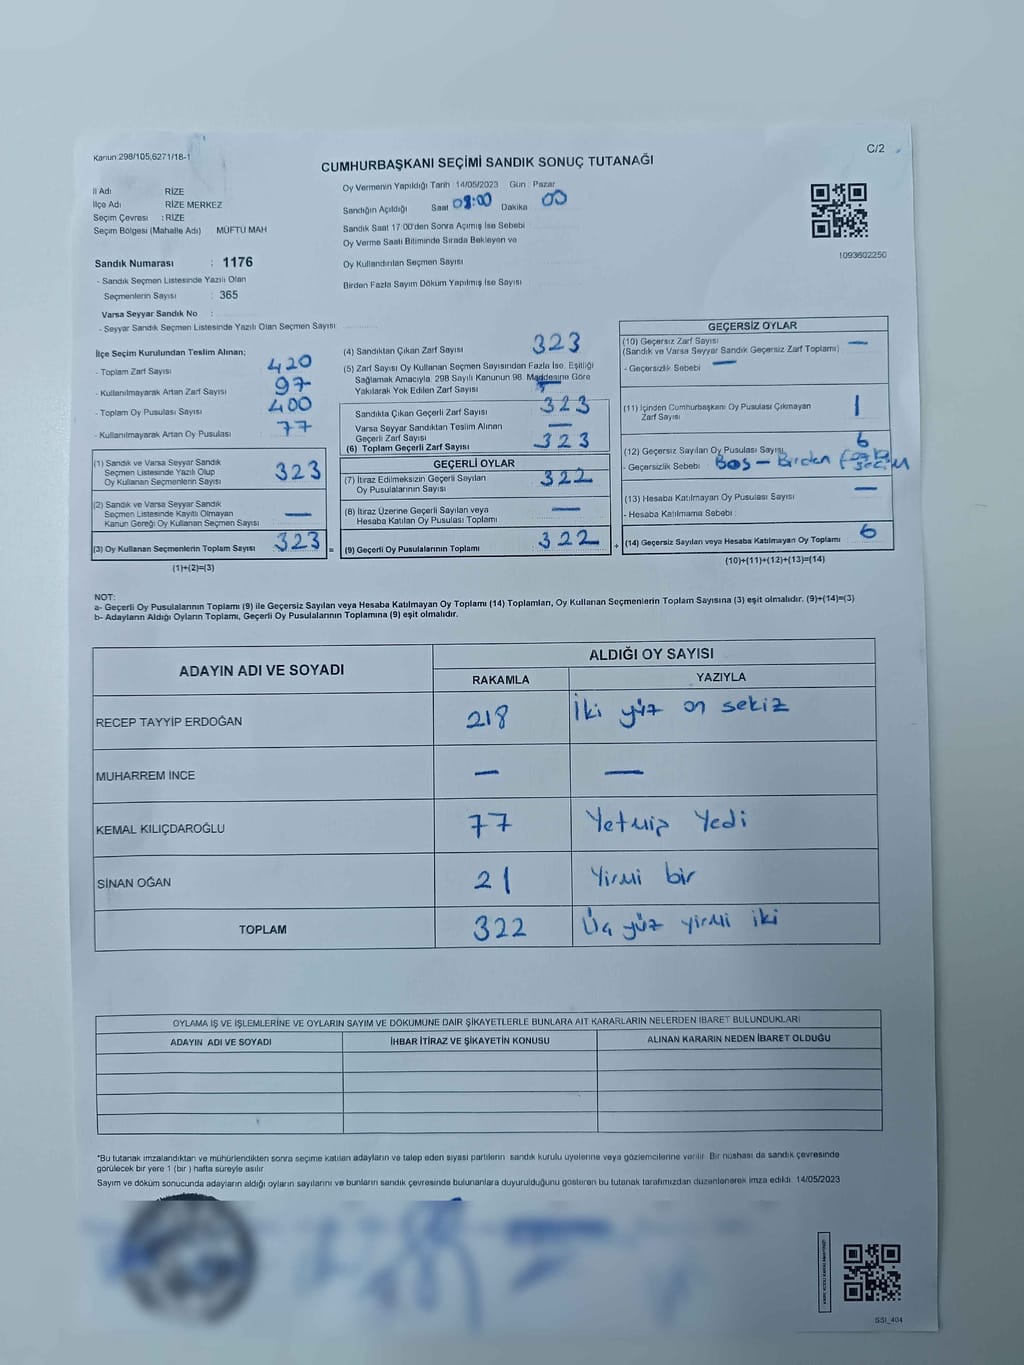 Kanun:298/105,6271/18-1
C/2
CUMHURBAŞKANI SEÇİMİ SANDIK SONUÇ TUTANAĞI
İl Adı RİZE
İlçe Adı RİZE MERKEZ
Seçim Çevresi : RİZE
Seçim Bölgesi (Mahalle Adı) MÜFTÜ MAH
Sandık Numarası : 1176
- Sandık Seçmen Listesinde Yazılı Olan
Seçmenlerin Sayısı : 365
Varsa Seyyar Sandık No :
- Seyyar Sandık Seçmen Listesinde Yazılı Olan Seçmen Sayısı
Oy Vermenin Yapıldığı Tarih 14/05/2023 Gün : Pazar
Sandığın Açıldığı Saat 08:00 Dakika 00
Sandık Saat 17:00'den Sonra Açımış İse Sebebi
Oy Verme Saati Bitiminde Sırada Bekleyen ve
Oy Kullandırılan Seçmen Sayısı
Birden Fazla Sayım Döküm Yapılmış İse Sayısı
1093602250
İlçe Seçim Kurulundan Teslim Alınan;
- Toplam Zarf Sayısı 420
- Kullanılmayarak Artan Zarf Sayısı 97
- Toplam Oy Pusulası Sayısı 400
- Kullanılmayarak Artan Oy Pusulası 77
(1) Sandık ve Varsa Seyyar Sandık
Seçmen Listesinde Yazılı Olup
Oy Kullanan Seçmenlerin Sayısı 323
(2) Sandık ve Varsa Seyyar Sandık
Seçmen Listesinde Kayıtlı Olmayan
Kanun Gereği Oy Kullanan Seçmen Sayısı —
(3) Oy Kullanan Seçmenlerin Toplam Sayısı 323 =
(1)+(2)=(3)
(4) Sandıktan Çıkan Zarf Sayısı 323
(5) Zarf Sayısı Oy Kullanan Seçmen Sayısından Fazla İse, Eşitliği
Sağlamak Amacıyla, 298 Sayılı Kanunun 98. Maddesine Göre
Yakılarak Yok Edilen Zarf Sayısı
Sandıkta Çıkan Geçerli Zarf Sayısı 323
Varsa Seyyar Sandıktan Teslim Alınan
Geçerli Zarf Sayısı —
(6) Toplam Geçerli Zarf Sayısı 323
GEÇERLİ OYLAR
(7) İtiraz Edilmeksizin Geçerli Sayılan
Oy Pusulalarının Sayısı 322
(8) İtiraz Üzerine Geçerli Sayılan veya
Hesaba Katılan Oy Pusulası Toplamı —
(9) Geçerli Oy Pusulalarının Toplamı 322 +
GEÇERSİZ OYLAR
(10) Geçersiz Zarf Sayısı
(Sandık ve Varsa Seyyar Sandık Geçersiz Zarf Toplamı) —
- Geçersizlik Sebebi : —
(11) İçinden Cumhurbaşkanı Oy Pusulası Çıkmayan
Zarf Sayısı 1
(12) Geçersiz Sayılan Oy Pusulası Sayısı 6
- Geçersizlik Sebebi : Boş - Birden fazla seçim
(13) Hesaba Katılmayan Oy Pusulası Sayısı —
- Hesaba Katılmama Sebebi :
(14) Geçersiz Sayılan veya Hesaba Katılmayan Oy Toplamı 6
(10)+(11)+(12)+(13)=(14)
NOT:
a- Geçerli Oy Pusulalarının Toplamı (9) ile Geçersiz Sayılan veya Hesaba Katılmayan Oy Toplamı (14) Toplamları, Oy Kullanan Seçmenlerin Toplam Sayısına (3) eşit olmalıdır. (9)+(14)=(3)
b- Adayların Aldığı Oyların Toplamı, Geçerli Oy Pusulalarının Toplamına (9) eşit olmalıdır.
ADAYIN ADI VE SOYADI ALDIĞI OY SAYISI
RAKAMLA YAZIYLA
RECEP TAYYİP ERDOĞAN 218 İki yüz on sekiz
MUHARREM İNCE — —
KEMAL KILIÇDAROĞLU 77 Yetmiş Yedi
SİNAN OĞAN 21 Yirmi bir
TOPLAM 322 Üç yüz yirmi iki
OYLAMA İŞ VE İŞLEMLERİNE VE OYLARIN SAYIM VE DÖKÜMÜNE DAİR ŞİKAYETLERLE BUNLARA AİT KARARLARIN NELERDEN İBARET BULUNDUKLARI
ADAYIN ADI VE SOYADI İHBAR İTİRAZ VE ŞİKAYETİN KONUSU ALINAN KARARIN NEDEN İBARET OLDUĞU
*Bu tutanak imzalandıktan ve mühürlendikten sonra seçime katılan adayların ve talep eden siyasi partilerin sandık kurulu üyelerine veya gözlemcilerine verilir. Bir nüshası da sandık çevresinde
görülecek bir yere 1 (bir ) hafta süreyle asılır
Sayım ve döküm sonucunda adayların aldığı oyların sayılarını ve bunların sandık çevresinde bulunanlara duyurulduğunu gösteren bu tutanak tarafımızdan düzenlenerek imza edildi. 14/05/2023
SSI_404